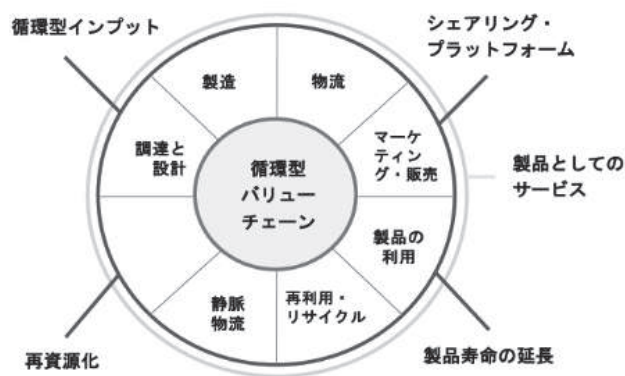 循環型インプット
シェアリング・
プラットフォーム
製造
物流
調達と
設計
マーケ
ティン
グ・販売
循環型
バリュー
チェーン
製品としての
サービス
製品の
利用
静脈
物流
再利用・
リサイクル
再資源化
製品寿命の延長